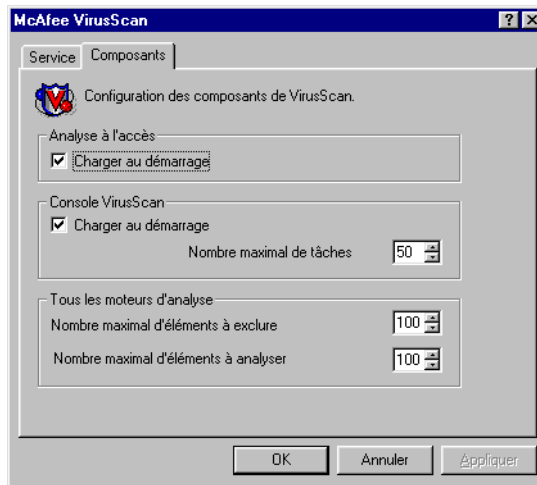 McAfee VirusScan
Service Composants
Configuration des composants de VirusScan.
Analyse à l'accès
Charger au démarrage
Console VirusScan
Charger au démarrage
Nombre maximal de tâches 50
Tous les moteurs d'analyse
Nombre maximal d'éléments à exclure 100
Nombre maximal d'éléments à analyser 100
OK Annuler Appliquer